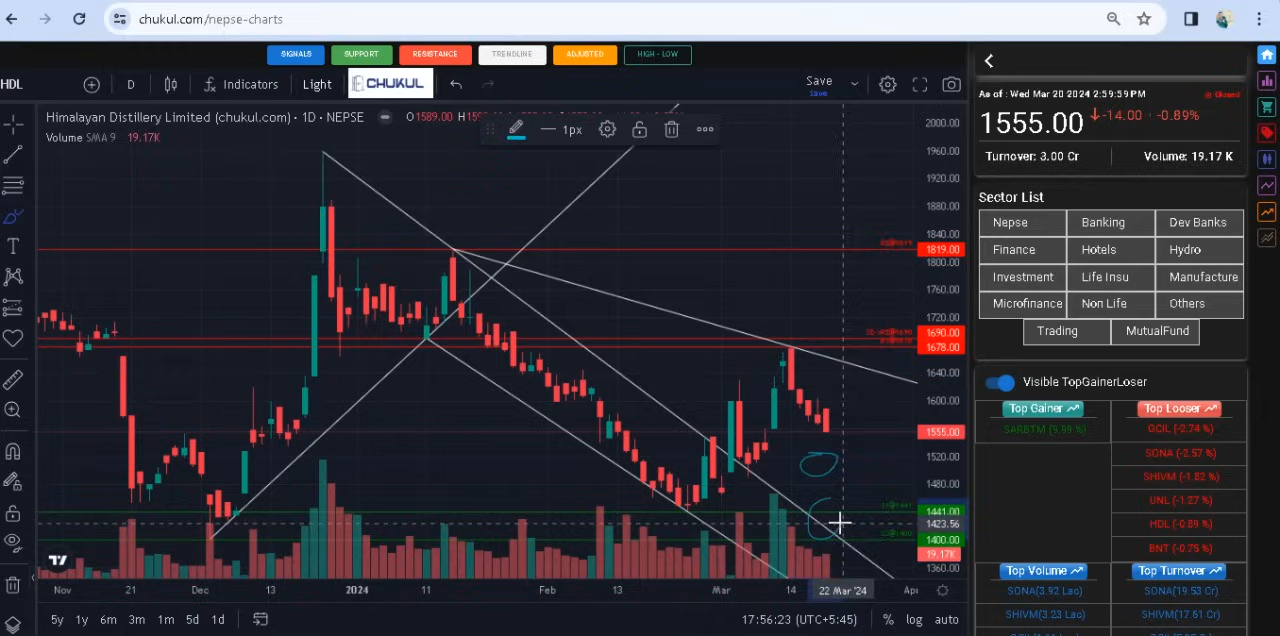 chukul.com/nepse-charts
SIGNALS SUPPORT RESISTANCE TRENDLINE ADJUSTED HIGH - LOW
HDL D Indicators Light CHUKUL Save
Save
Himalayan Distillery Limited (chukul.com) · 1D · NEPSE O1589.00
1px
Volume SMA 9 19.17K
2000.00
1960.00
1920.00
1880.00
1840.00
1819.00
1800.00
1760.00
1720.00
1690.00
1678.00
1640.00
1600.00
1555.00
1520.00
1480.00
1441.00
1423.56
1400.00
19.17K
1360.00
Nov 21 Dec 13 2024 11 Feb 13 Mar 14 22 Mar '24 Apr
5y 1y 6m 3m 1m 5d 1d 17:56:23 (UTC+5:45) % log auto
As of : Wed Mar 20 2024 2:59:59 PM Closed
1555.00 -14.00 · -0.89%
Turnover: 3.00 Cr Volume: 19.17 K
Sector List
Nepse Banking Dev Banks
Finance Hotels Hydro
Investment Life Insu Manufacture
Microfinance Non Life Others
Trading MutualFund
Visible TopGainerLoser
Top Gainer Top Looser
SARBTM (9.99 %) GCIL (-2.74 %)
SONA (-2.57 %)
SHIVM (-1.82 %)
UNL (-1.27 %)
HDL (-0.89 %)
BNT (-0.75 %)
Top Volume Top Turnover
SONA(3.92 Lac) SONA(19.53 Cr)
SHIVM(3.23 Lac) SHIVM(17.61 Cr)